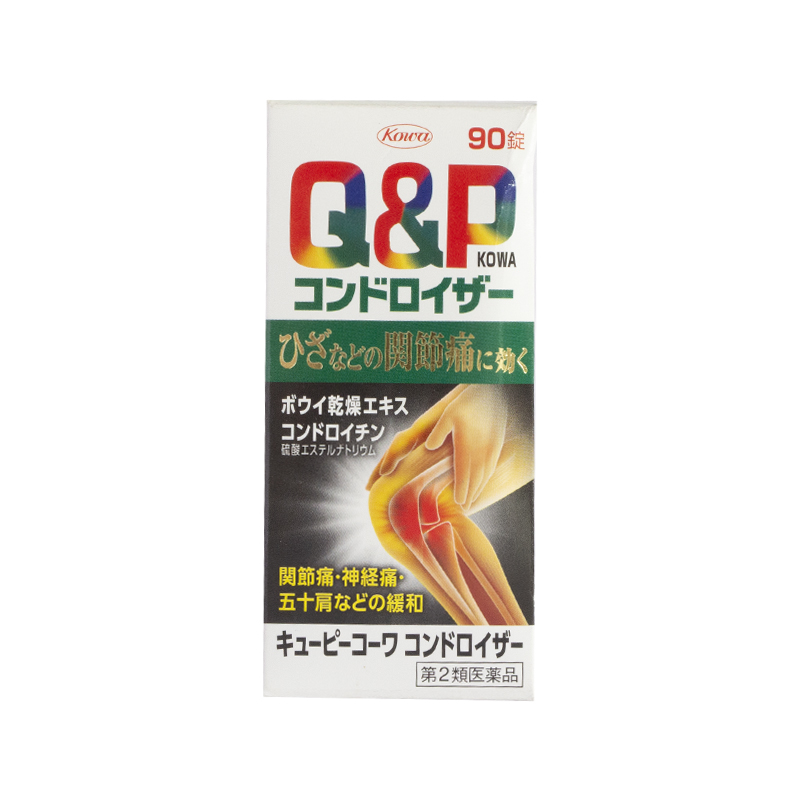 Kowa
90錠
Q&P
KOWA
コンドロイザー
ひざなどの関節痛に効く
ボウイ乾燥エキス
コンドロイチン
硫酸エステルナトリウム
関節痛・神経痛・
五十肩などの緩和
キューピーコーワ コンドロイザー
第2類医薬品